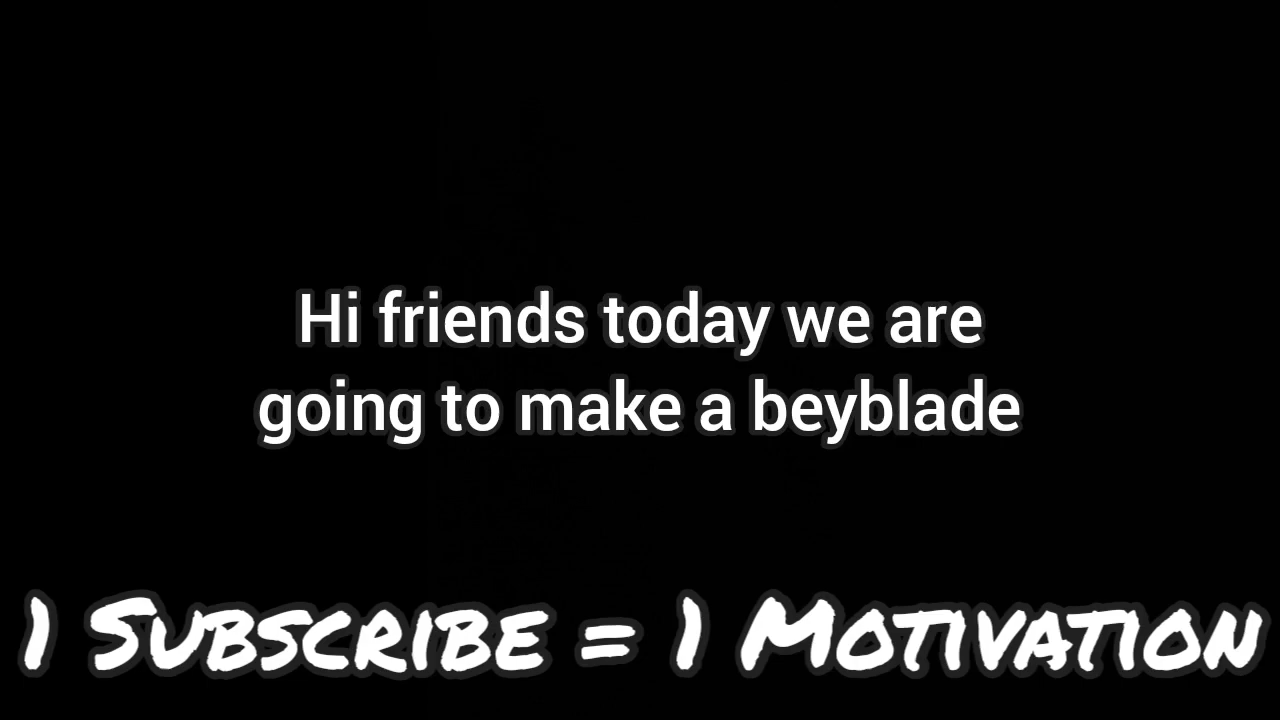 Hi friends today we are
going to make a beyblade
1 Subscribe = 1 Motivation